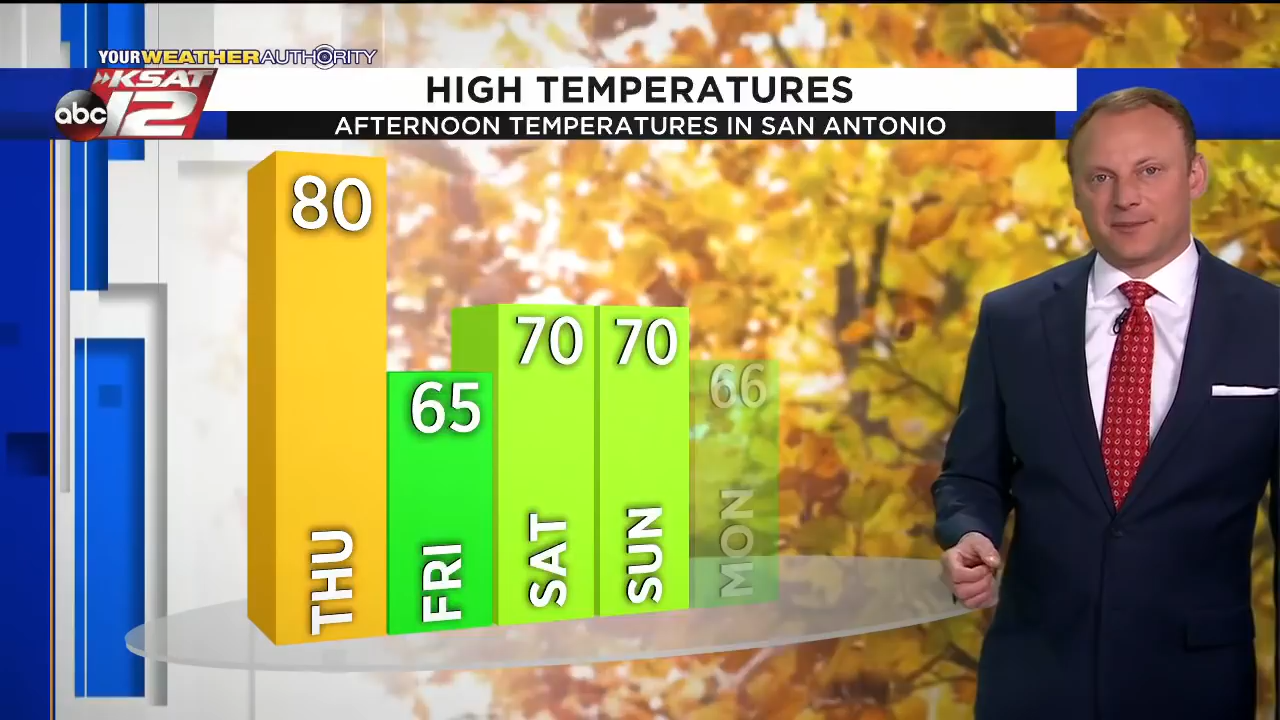 YOUR WEATHER AUTHORITY
KSAT
abc 12
HIGH TEMPERATURES
AFTERNOON TEMPERATURES IN SAN ANTONIO
80
65
70
70
66
THU
FRI
SAT
SUN
MON